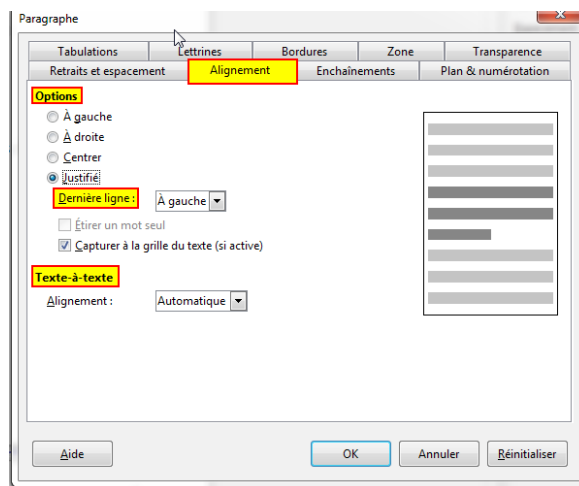 Paragraphe
Tabulations Lettrines Bordures Zone Transparence
Retraits et espacement Alignement Enchaînements Plan & numérotation
Options
À gauche
À droite
Centrer
Justifié
Dernière ligne : À gauche
Étirer un mot seul
Capturer à la grille du texte (si active)
Texte-à-texte
Alignement : Automatique
Aide OK Annuler Réinitialiser